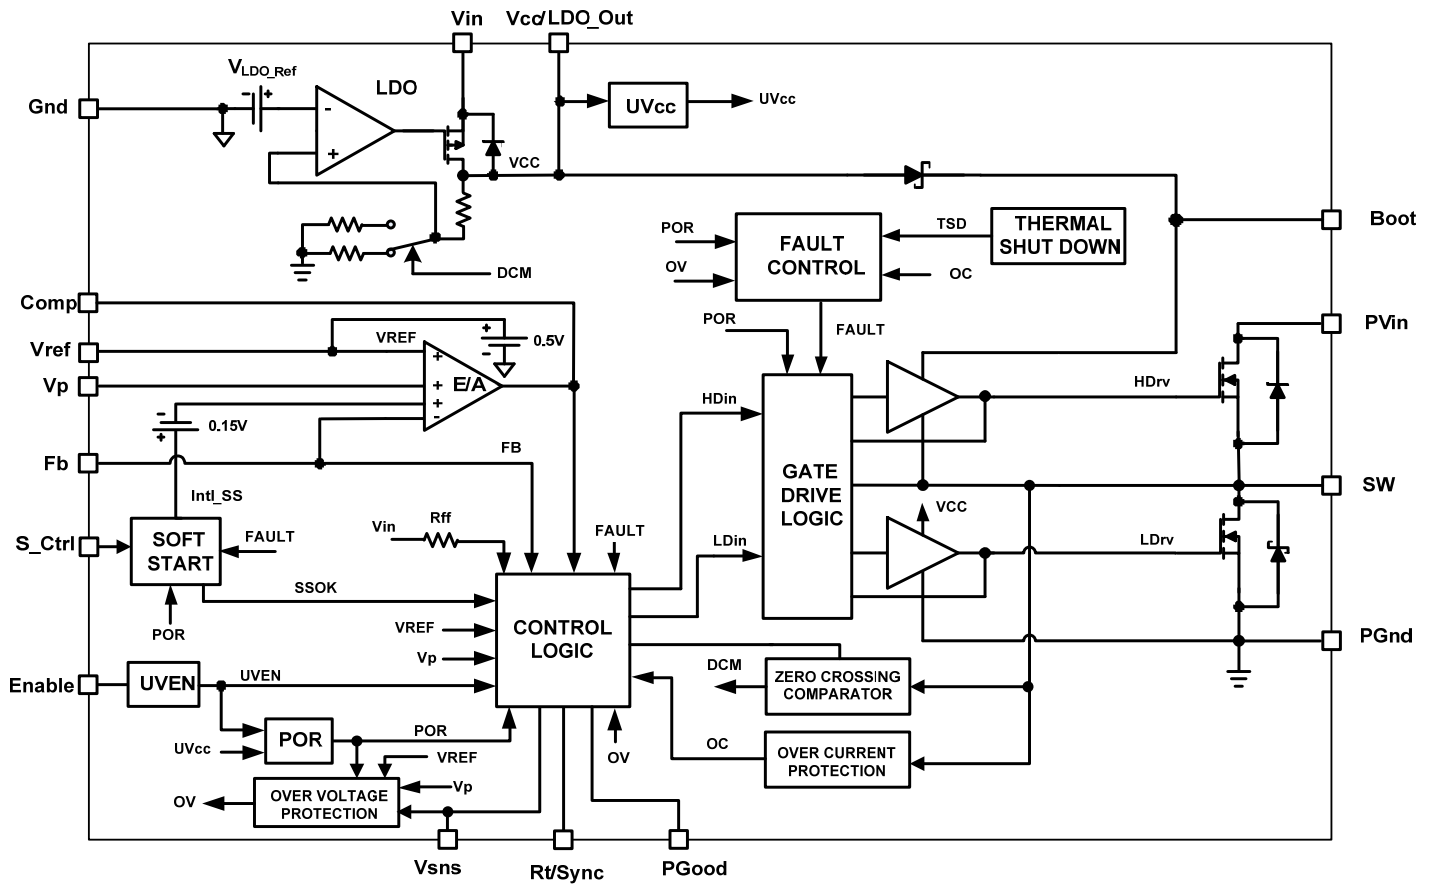 Vin
Vcc/LDO_Out
Gnd
VLDO_Ref
- +
LDO
-
+
UVcc
UVcc
VCC
Boot
DCM
POR
OV
FAULT
CONTROL
TSD
THERMAL
SHUT DOWN
OC
Comp
Vref
VREF
+
-
0.5V
POR
FAULT
PVin
Vp
+
+
+
-
E/A
-
+
0.15V
HDin
HDrv
Fb
FB
GATE
DRIVE
LOGIC
SW
Intl_SS
VCC
S_Ctrl
SOFT
START
FAULT
Vin
Rff
FAULT
LDin
LDrv
SSOK
POR
VREF
Vp
CONTROL
LOGIC
PGnd
Enable
UVEN
UVEN
DCM
ZERO CROSSING
COMPARATOR
UVcc
POR
POR
VREF
OV
OC
OVER CURRENT
PROTECTION
OV
OVER VOLTAGE
PROTECTION
Vp
Vsns
Rt/Sync
PGood